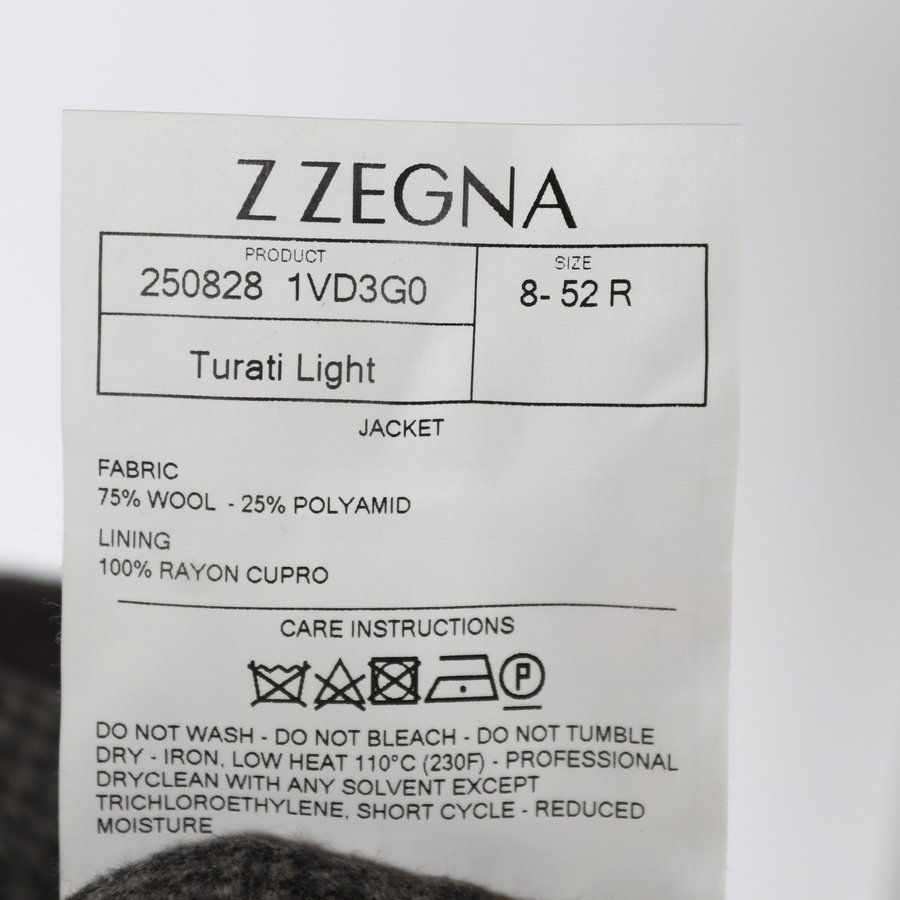 Z ZEGNA
PRODUCT
250828 1VD3G0
SIZE
8- 52 R
Turati Light
JACKET
FABRIC
75% WOOL - 25% POLYAMID
LINING
100% RAYON CUPRO
CARE INSTRUCTIONS
P
DO NOT WASH - DO NOT BLEACH - DO NOT TUMBLE
DRY - IRON, LOW HEAT 110°C (230F) - PROFESSIONAL
DRYCLEAN WITH ANY SOLVENT EXCEPT
TRICHLOROETHYLENE, SHORT CYCLE - REDUCED
MOISTURE